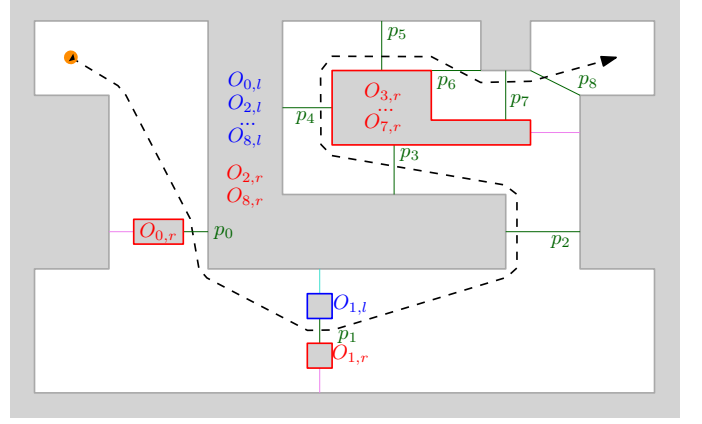 p₅
O₀,ₗ
O₂,ₗ
...
O₈,ₗ
O₃,ᵣ
...
O₇,ᵣ
p₆
p₈
p₇
p₄
p₃
O₂,ᵣ
O₈,ᵣ
O₀,ᵣ
p₀
p₂
O₁,ₗ
p₁
O₁,ᵣ